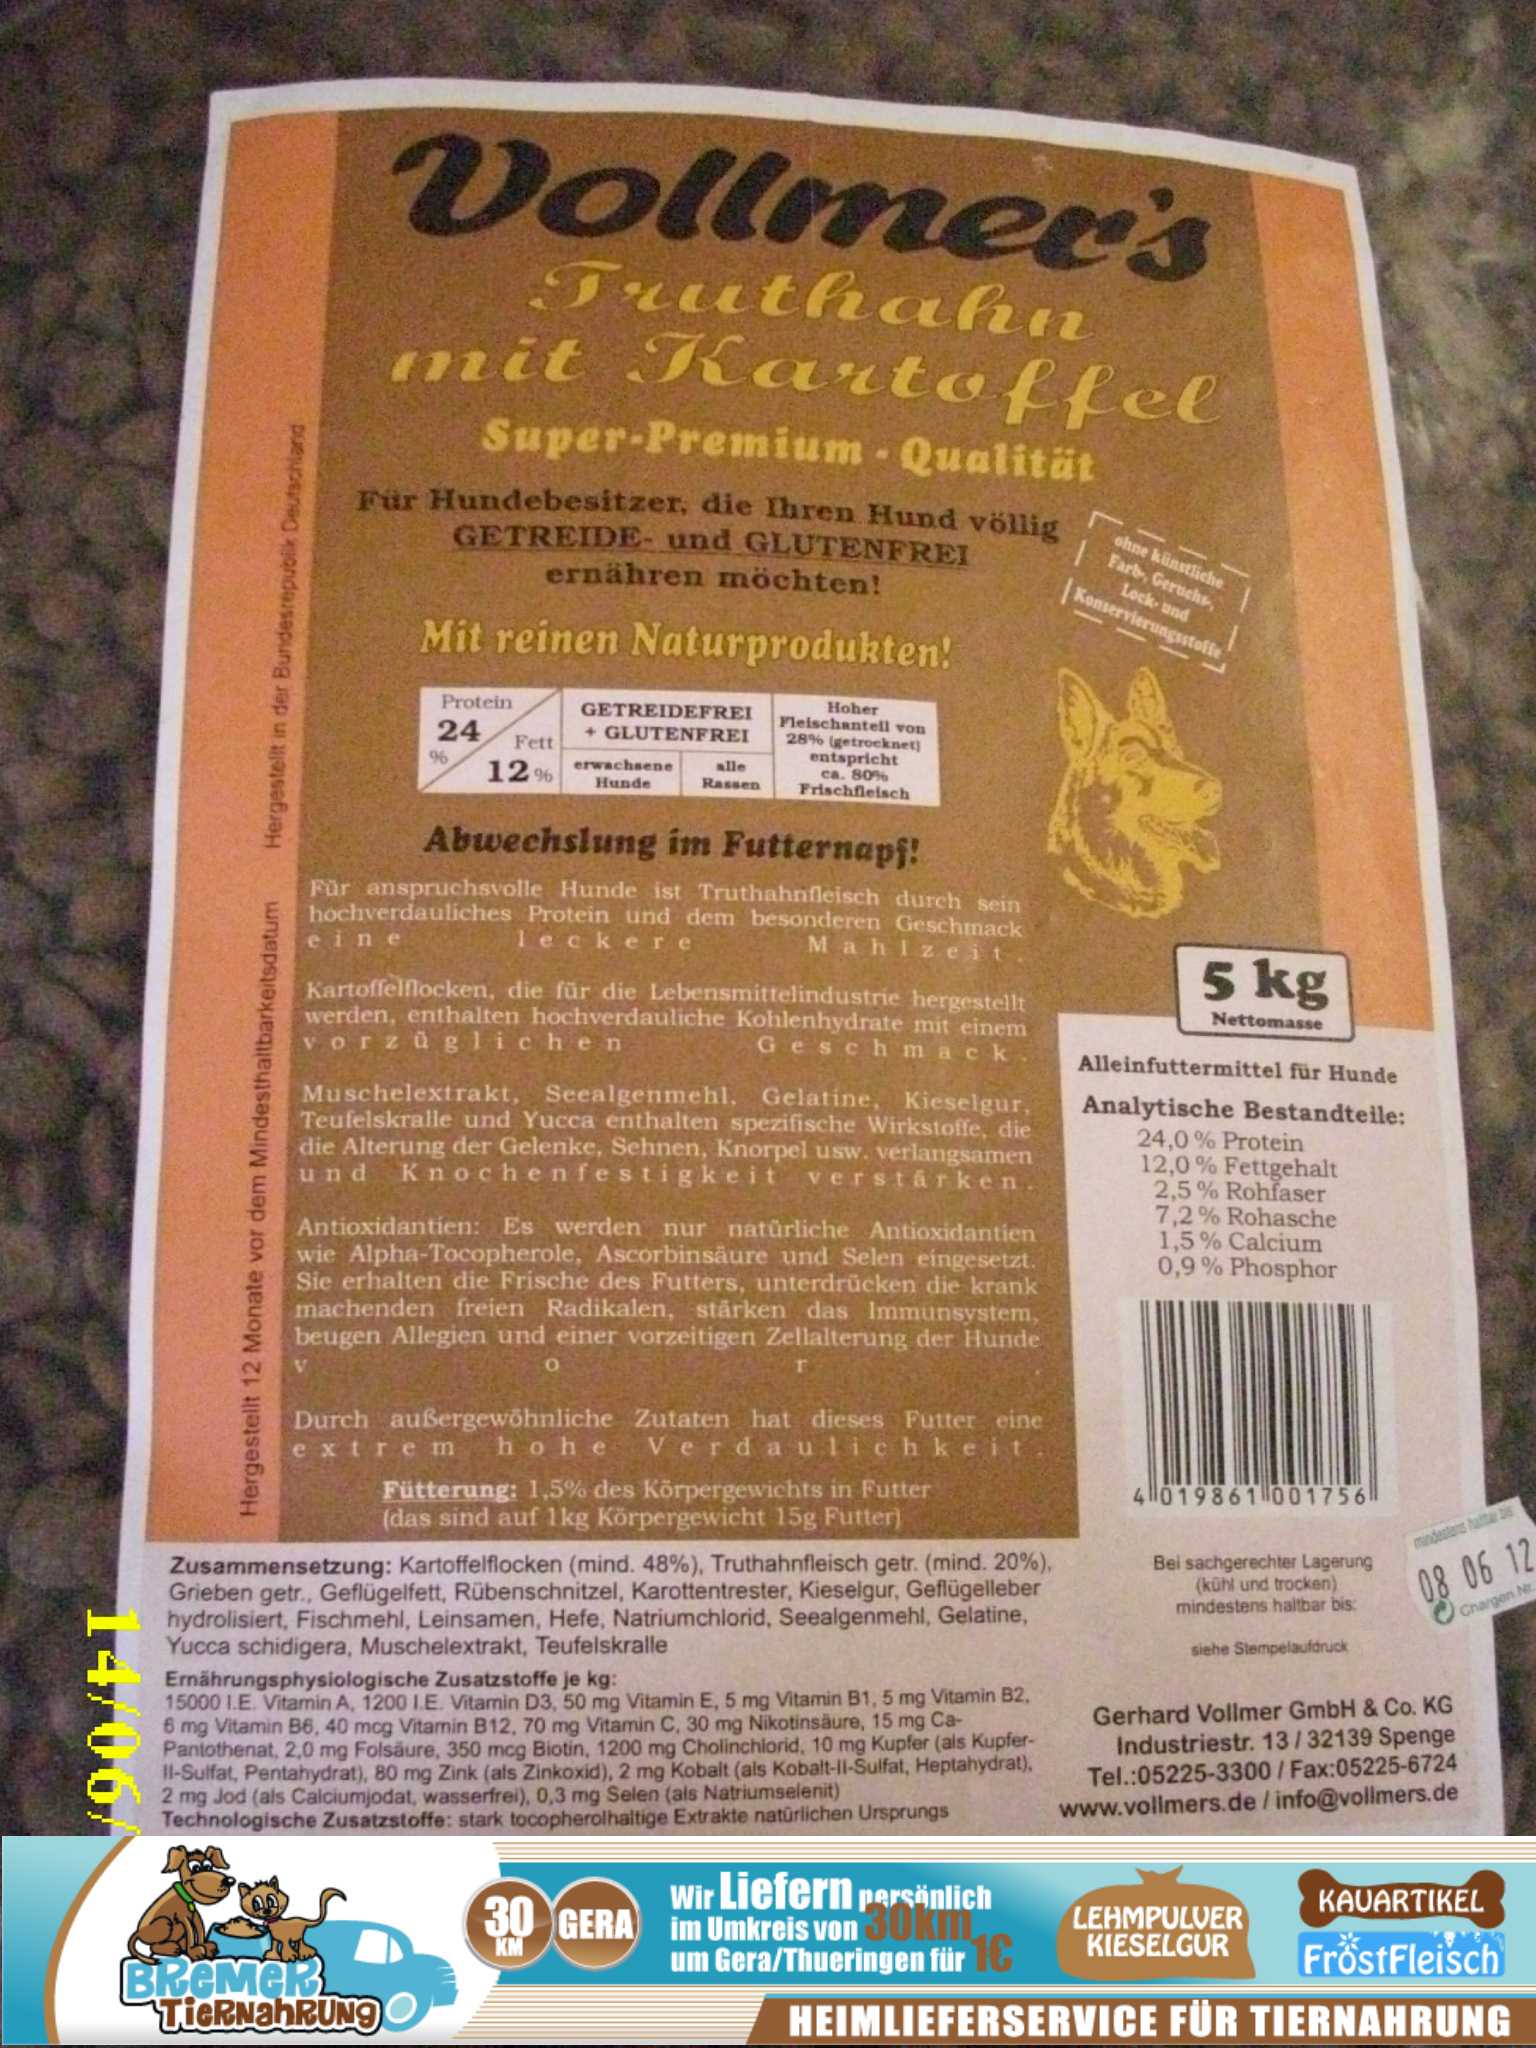 Vollmer's
Truthahn
mit Kartoffel
Super-Premium - Qualität
Für Hundebesitzer, die Ihren Hund völlig
GETREIDE- und GLUTENFREI
ernähren möchten!
ohne künstliche
Farb-, Geruchs-,
Lock- und
Konservierungsstoffe
Mit reinen Naturprodukten!
Protein
24
%
Fett
12 %
GETREIDEFREI
+ GLUTENFREI
erwachsene
Hunde
alle
Rassen
Hoher
Fleischanteil von
28% (getrocknet)
entspricht
ca. 80%
Frischfleisch
Abwechslung im Futternapf!
Für anspruchsvolle Hunde ist Truthahnfleisch durch sein
hochverdauliches Protein und dem besonderen Geschmack
eine leckere Mahlzeit.
Kartoffelflocken, die für die Lebensmittelindustrie hergestellt
werden, enthalten hochverdauliche Kohlenhydrate mit einem
vorzüglichen Geschmack.
Muschelextrakt, Seealgenmehl, Gelatine, Kieselgur,
Teufelskralle und Yucca enthalten spezifische Wirkstoffe, die
die Alterung der Gelenke, Sehnen, Knorpel usw. verlangsamen
und Knochenfestigkeit verstärken.
Antioxidantien: Es werden nur natürliche Antioxidantien
wie Alpha-Tocopherole, Ascorbinsäure und Selen eingesetzt.
Sie erhalten die Frische des Futters, unterdrücken die krank
machenden freien Radikalen, stärken das Immunsystem,
beugen Allegien und einer vorzeitigen Zellalterung der Hunde
vor.
Durch außergewöhnliche Zutaten hat dieses Futter eine
extrem hohe Verdaulichkeit.
Fütterung: 1,5% des Körpergewichts in Futter
(das sind auf 1kg Körpergewicht 15g Futter)
Hergestellt 12 Monate vor dem Mindesthaltbarkeitsdatum Hergestellt in der Bundesrepublik Deutschland
5 kg
Nettomasse
Alleinfuttermittel für Hunde
Analytische Bestandteile:
24,0 % Protein
12,0 % Fettgehalt
2,5 % Rohfaser
7,2 % Rohasche
1,5 % Calcium
0,9 % Phosphor
4 019861 001756
Zusammensetzung: Kartoffelflocken (mind. 48%), Truthahnfleisch getr. (mind. 20%),
Grieben getr., Geflügelfett, Rübenschnitzel, Karottentrester, Kieselgur, Geflügelleber
hydrolisiert, Fischmehl, Leinsamen, Hefe, Natriumchlorid, Seealgenmehl, Gelatine,
Yucca schidigera, Muschelextrakt, Teufelskralle
Ernährungsphysiologische Zusatzstoffe je kg:
15000 I.E. Vitamin A, 1200 I.E. Vitamin D3, 50 mg Vitamin E, 5 mg Vitamin B1, 5 mg Vitamin B2,
6 mg Vitamin B6, 40 mcg Vitamin B12, 70 mg Vitamin C, 30 mg Nikotinsäure, 15 mg Ca-
Pantothenat, 2,0 mg Folsäure, 350 mcg Biotin, 1200 mg Cholinchlorid, 10 mg Kupfer (als Kupfer-
II-Sulfat, Pentahydrat), 80 mg Zink (als Zinkoxid), 2 mg Kobalt (als Kobalt-II-Sulfat, Heptahydrat),
2 mg Jod (als Calciumjodat, wasserfrei), 0,3 mg Selen (als Natriumselenit)
Technologische Zusatzstoffe: stark tocopherolhaltige Extrakte natürlichen Ursprungs
Bei sachgerechter Lagerung
(kühl und trocken)
mindestens haltbar bis:
siehe Stempelaufdruck
mindestens haltbar bis
08 06 12
Chargen Nr.
Gerhard Vollmer GmbH & Co. KG
Industriestr. 13 / 32139 Spenge
Tel.:05225-3300 / Fax:05225-6724
www.vollmers.de / info@vollmers.de
14/06/
BREMER
TIERNAHRUNG
30
KM
GERA
Wir Liefern persönlich
im Umkreis von 30km
um Gera/Thueringen für 1€
LEHMPULVER
KIESELGUR
KAUARTIKEL
FrostFleisch
HEIMLIEFERSERVICE FÜR TIERNAHRUNG